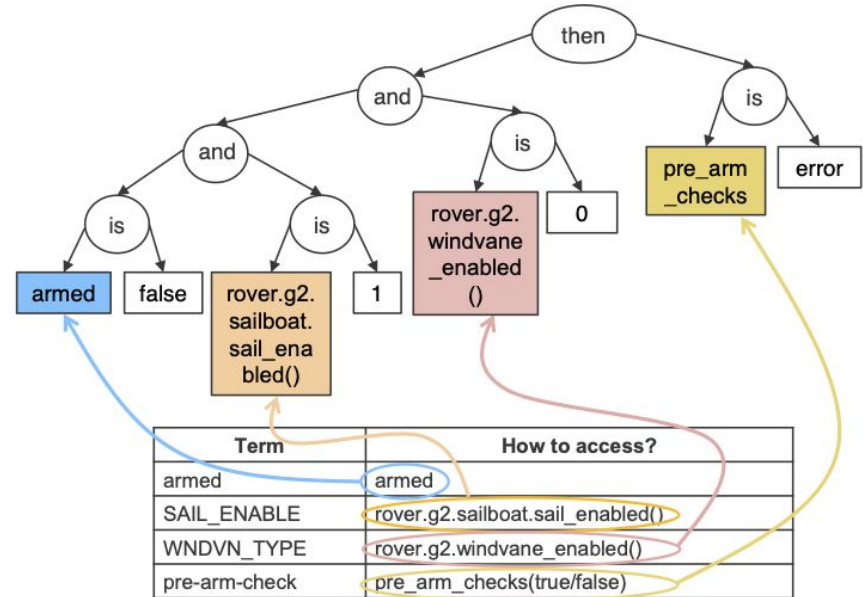 then
and
is
and
is
pre_arm
_checks
error
is
is
rover.g2.
windvane
_enabled
()
0
armed
false
rover.g2.
sailboat.
sail_ena
bled()
1
Term How to access?
armed armed
SAIL_ENABLE rover.g2.sailboat.sail_enabled()
WNDVN_TYPE rover.g2.windvane_enabled()
pre-arm-check pre_arm_checks(true/false)